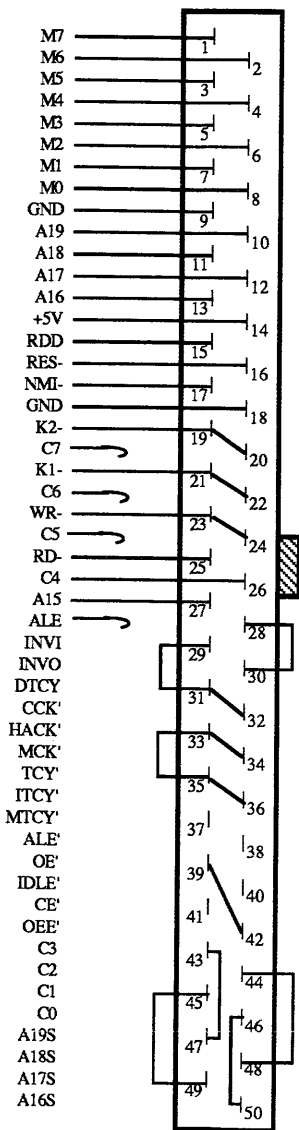 M7 1
M6 2
M5 3
M4 4
M3 5
M2 6
M1 7
M0 8
GND 9
A19 10
A18 11
A17 12
A16 13
+5V 14
RDD 15
RES- 16
NMI- 17
GND 18
K2- 19
C7 20
K1- 21
C6 22
WR- 23
C5 24
RD- 25
C4 26
A15 27
ALE 28
INVI 29
INVO 30
DTCY 31
CCK' 32
HACK' 33
MCK' 34
TCY' 35
ITCY' 36
MTCY' 37
ALE' 38
OE' 39
IDLE' 40
CE' 41
OEE' 42
C3 43
C2 44
C1 45
C0 46
A19S 47
A18S 48
A17S 49
A16S 50